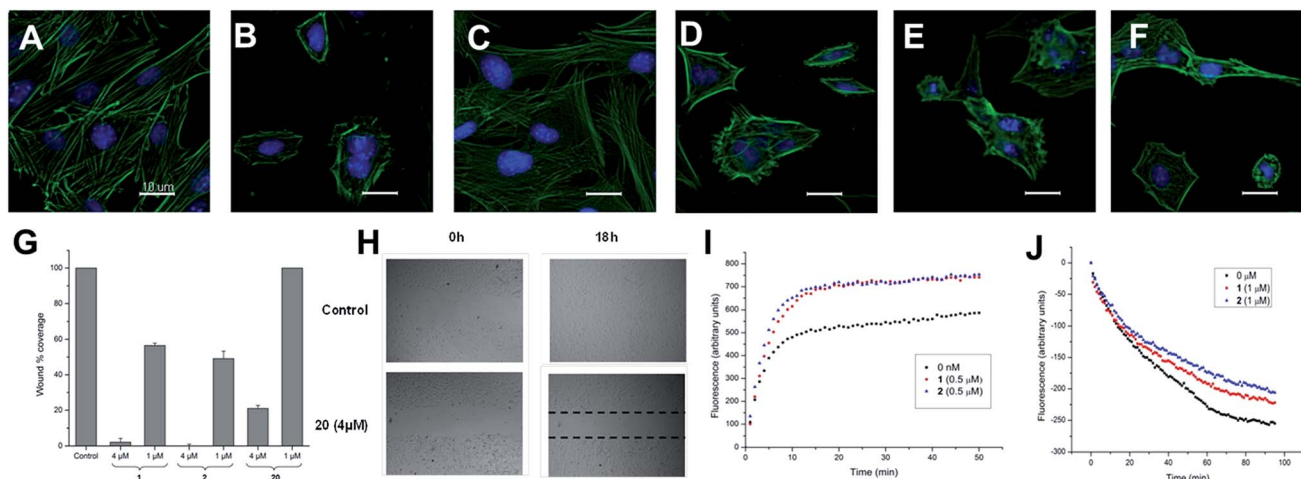 A
B
C
D
E
F
10 um
G
Wound % coverage
100
80
60
40
20
0
Control
4 μM
1 μM
4 μM
1 μM
4 μM
1 μM
1
2
20
H
0h
18h
Control
20 (4μM)
I
Fluorescence (arbitrary units)
800
700
600
500
400
300
200
100
0
0
10
20
30
40
50
Time (min)
0 nM
1 (0.5 μM)
2 (0.5 μM)
J
Fluorescence (arbitrary units)
0
-50
-100
-150
-200
-250
-300
0
20
40
60
80
100
Time (min)
0 μM
1 (1 μM)
2 (1 μM)